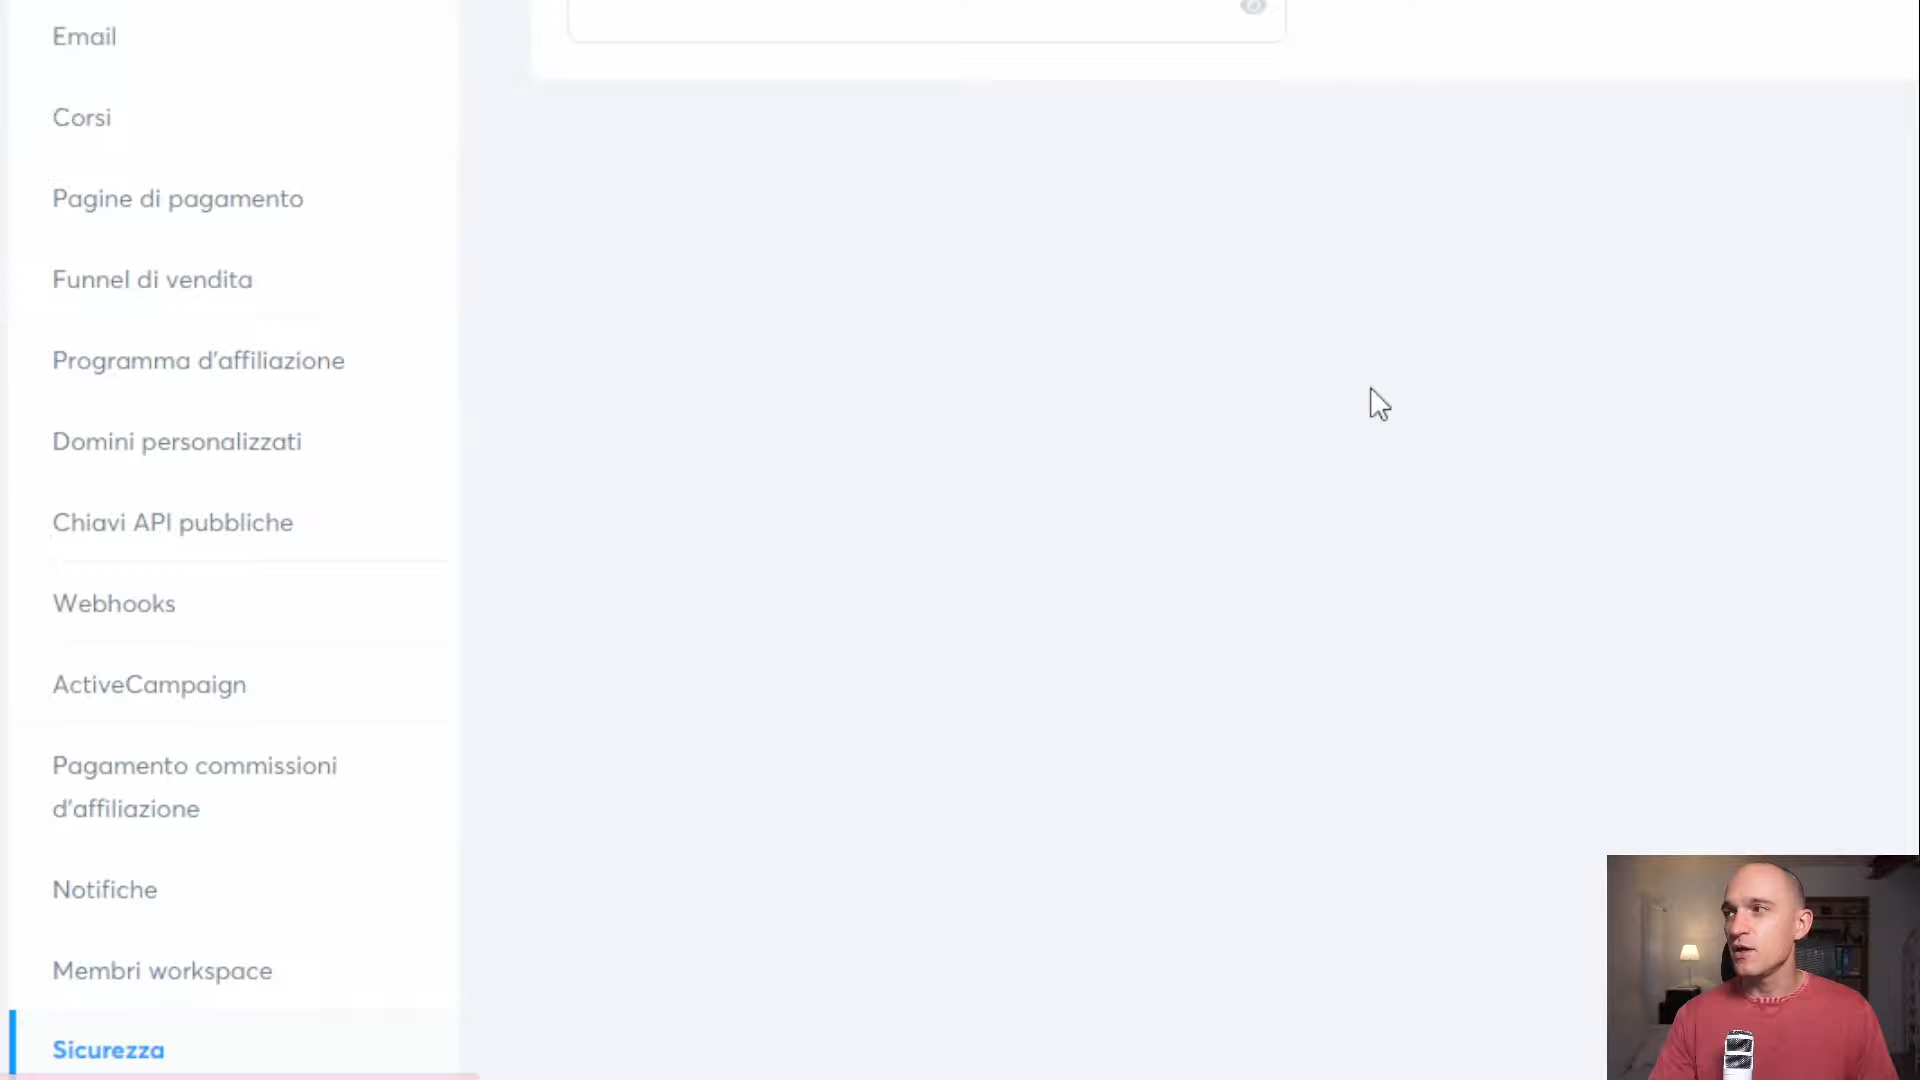 Email
Corsi
Pagine di pagamento
Funnel di vendita
Programma d'affiliazione
Domini personalizzati
Chiavi API pubbliche
Webhooks
ActiveCampaign
Pagamento commissioni
d'affiliazione
Notifiche
Membri workspace
Sicurezza